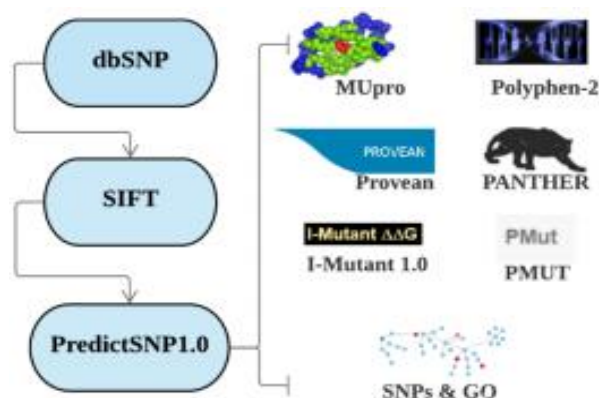 dbSNP
SIFT
PredictSNP1.0
MUpro
Polyphen-2
PROVEAN
Provean
PANTHER
I-Mutant ΔΔG
I-Mutant 1.0
PMut
PMUT
SNPs & GO